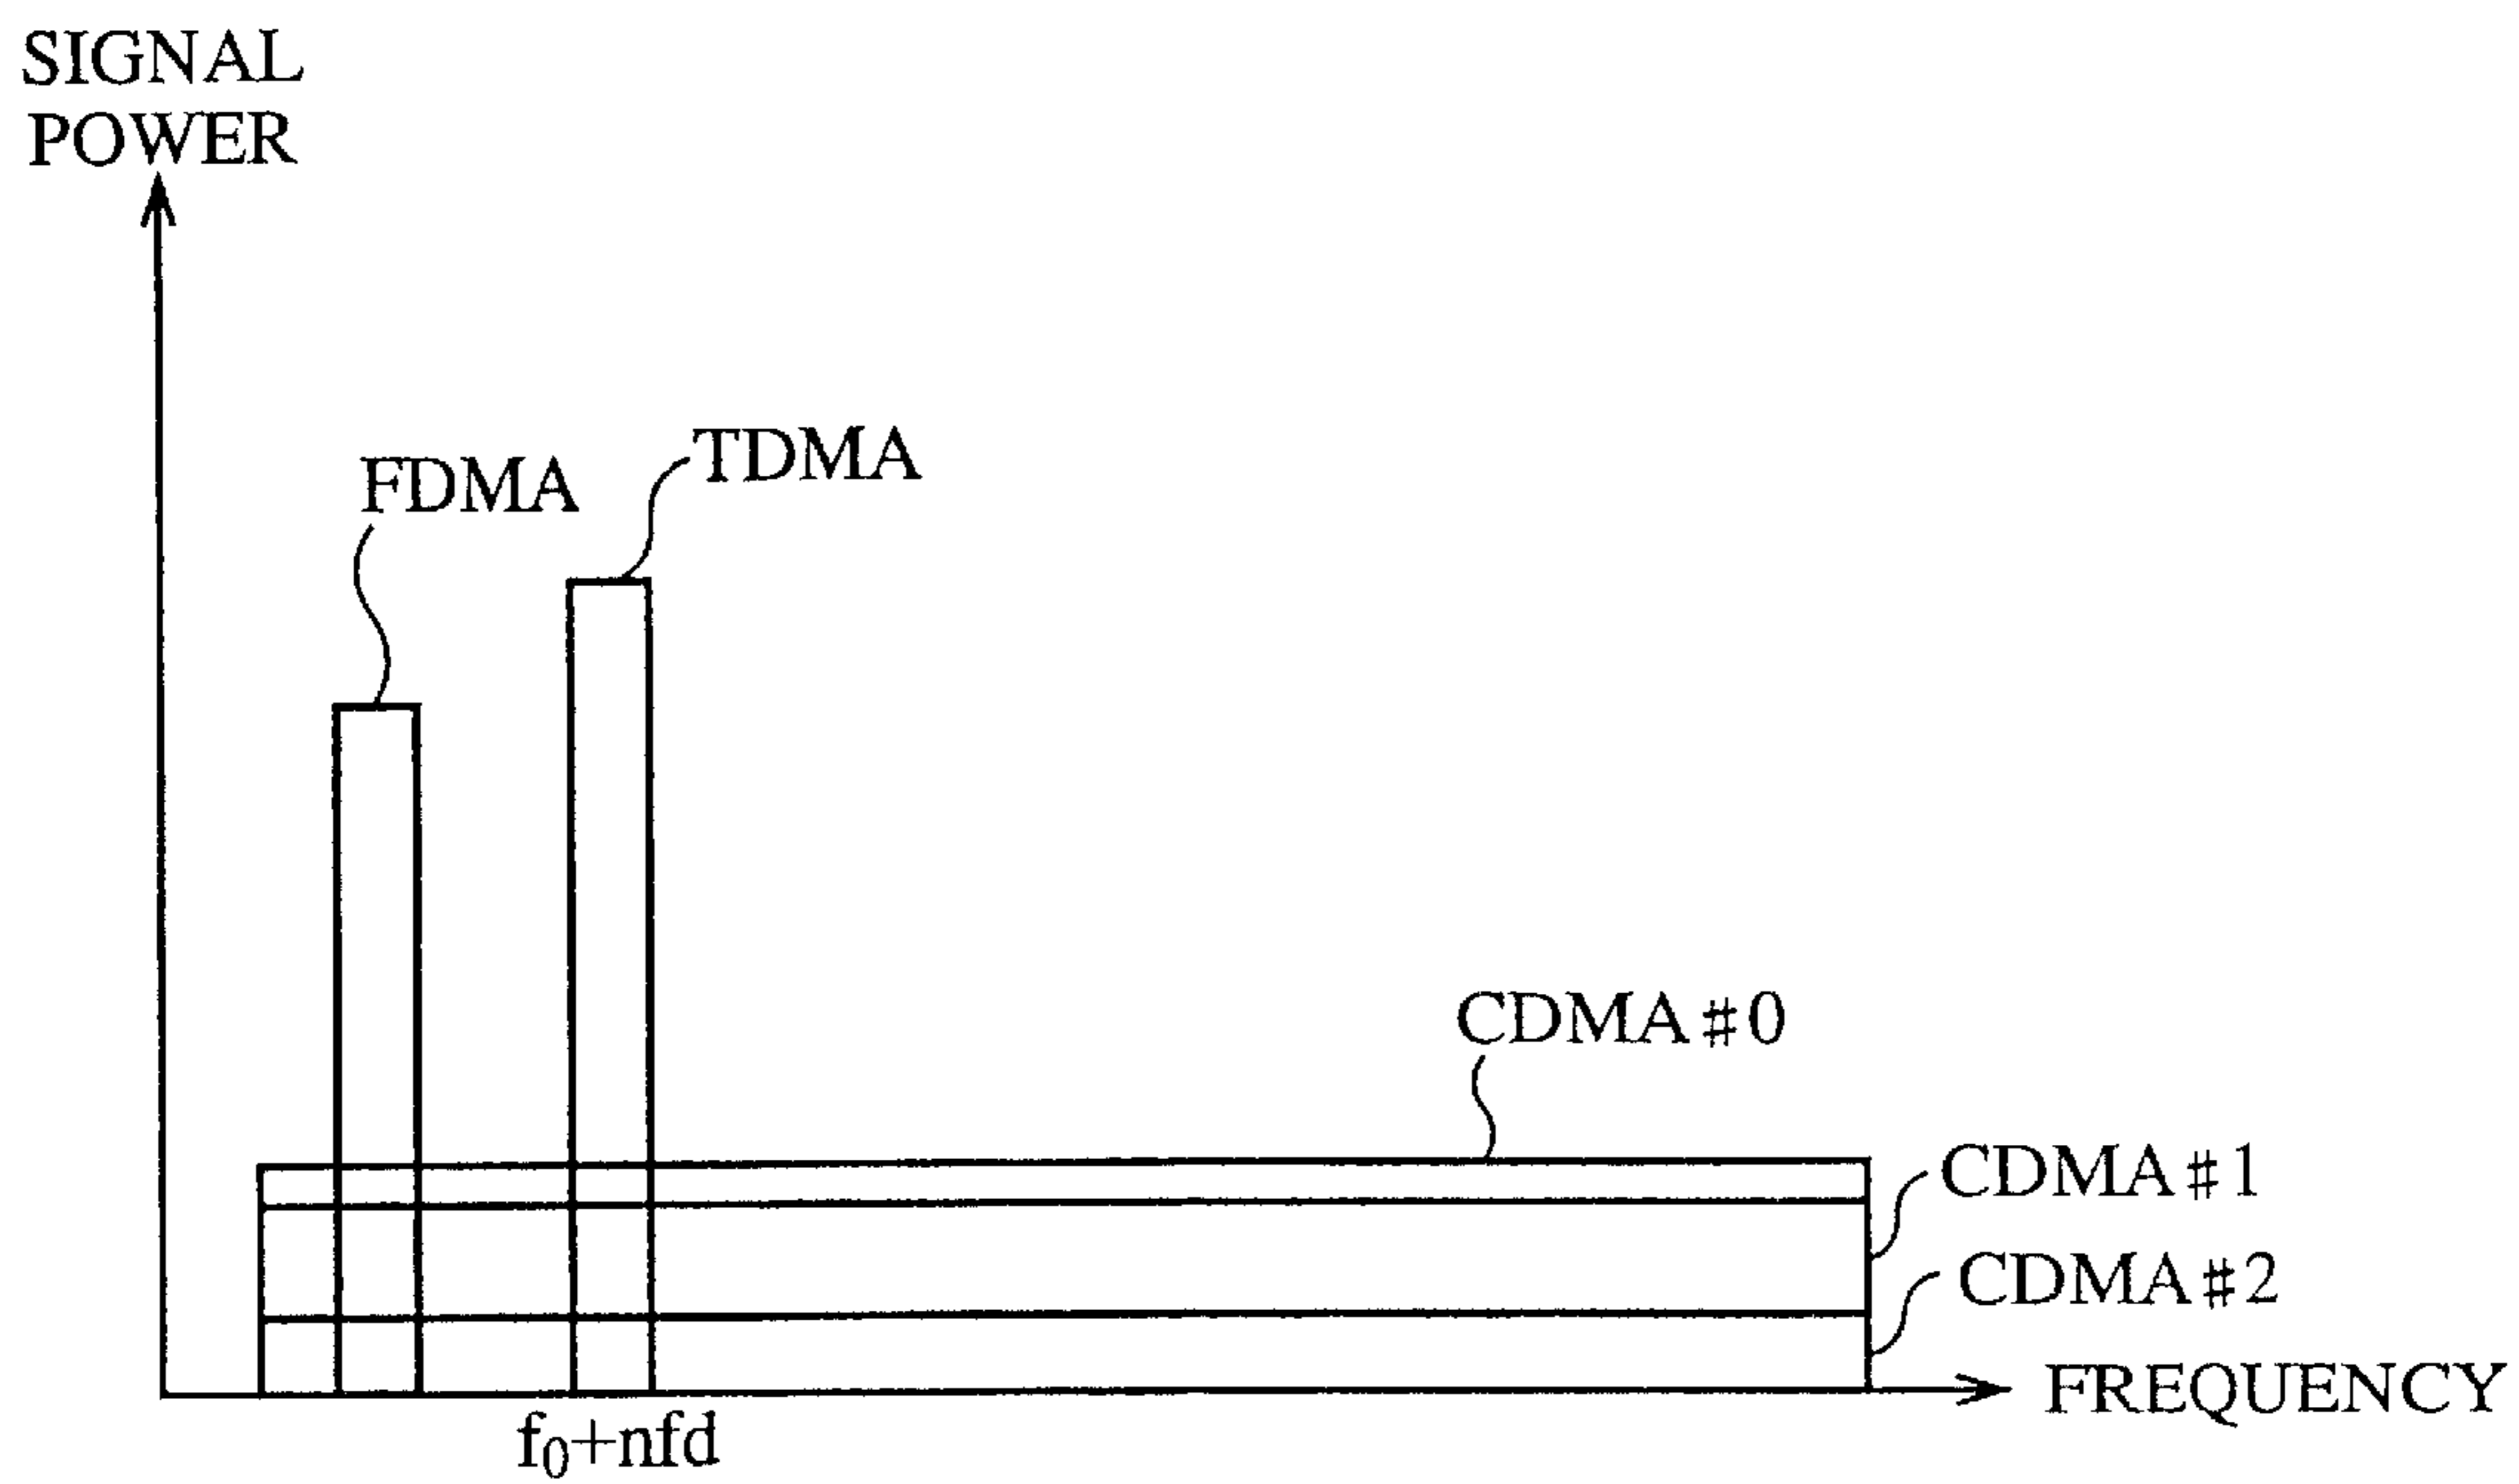 SIGNAL
POWER
TDMA
FDMA
CDMA#0
CDMA#1
CDMA#2
FREQUENCY
f₀+nfd